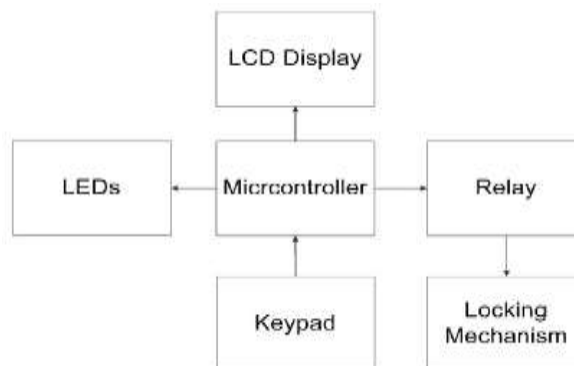 LCD Display
LEDs
Micrcontroller
Relay
Keypad
Locking
Mechanism